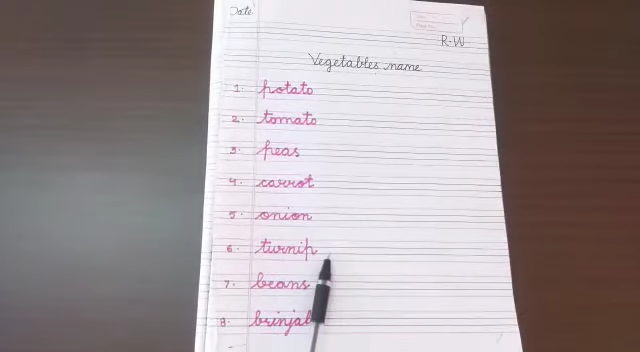 Date
R.W
Vegetables name
1. potato
2. tomato
3. peas
4. carrot
5. onion
6. turnip
7. beans
8. brinjal